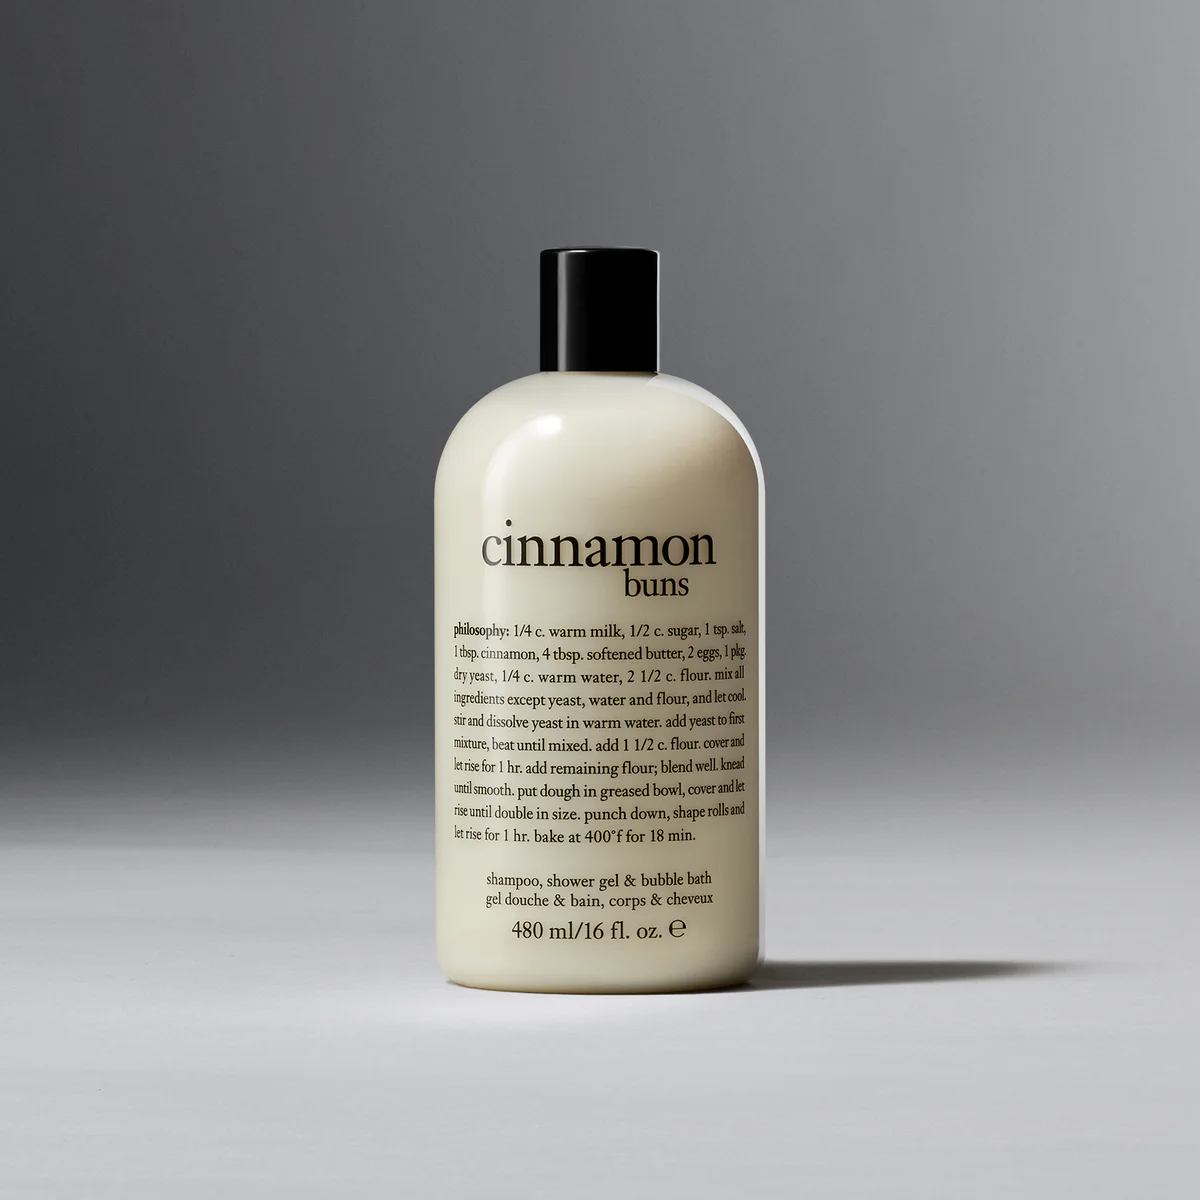 cinnamon
buns
philosophy: 1/4 c. warm milk, 1/2 c. sugar, 1 tsp. salt,
1 tbsp. cinnamon, 4 tbsp. softened butter, 2 eggs, 1 pkg.
dry yeast, 1/4 c. warm water, 2 1/2 c. flour. mix all
ingredients except yeast, water and flour, and let cool.
stir and dissolve yeast in warm water. add yeast to first
mixture, beat until mixed. add 1 1/2 c. flour. cover and
let rise for 1 hr. add remaining flour; blend well. knead
until smooth. put dough in greased bowl, cover and let
rise until double in size. punch down, shape rolls and
let rise for 1 hr. bake at 400°f for 18 min.
shampoo, shower gel & bubble bath
gel douche & bain, corps & cheveux
480 ml/16 fl. oz. ℮